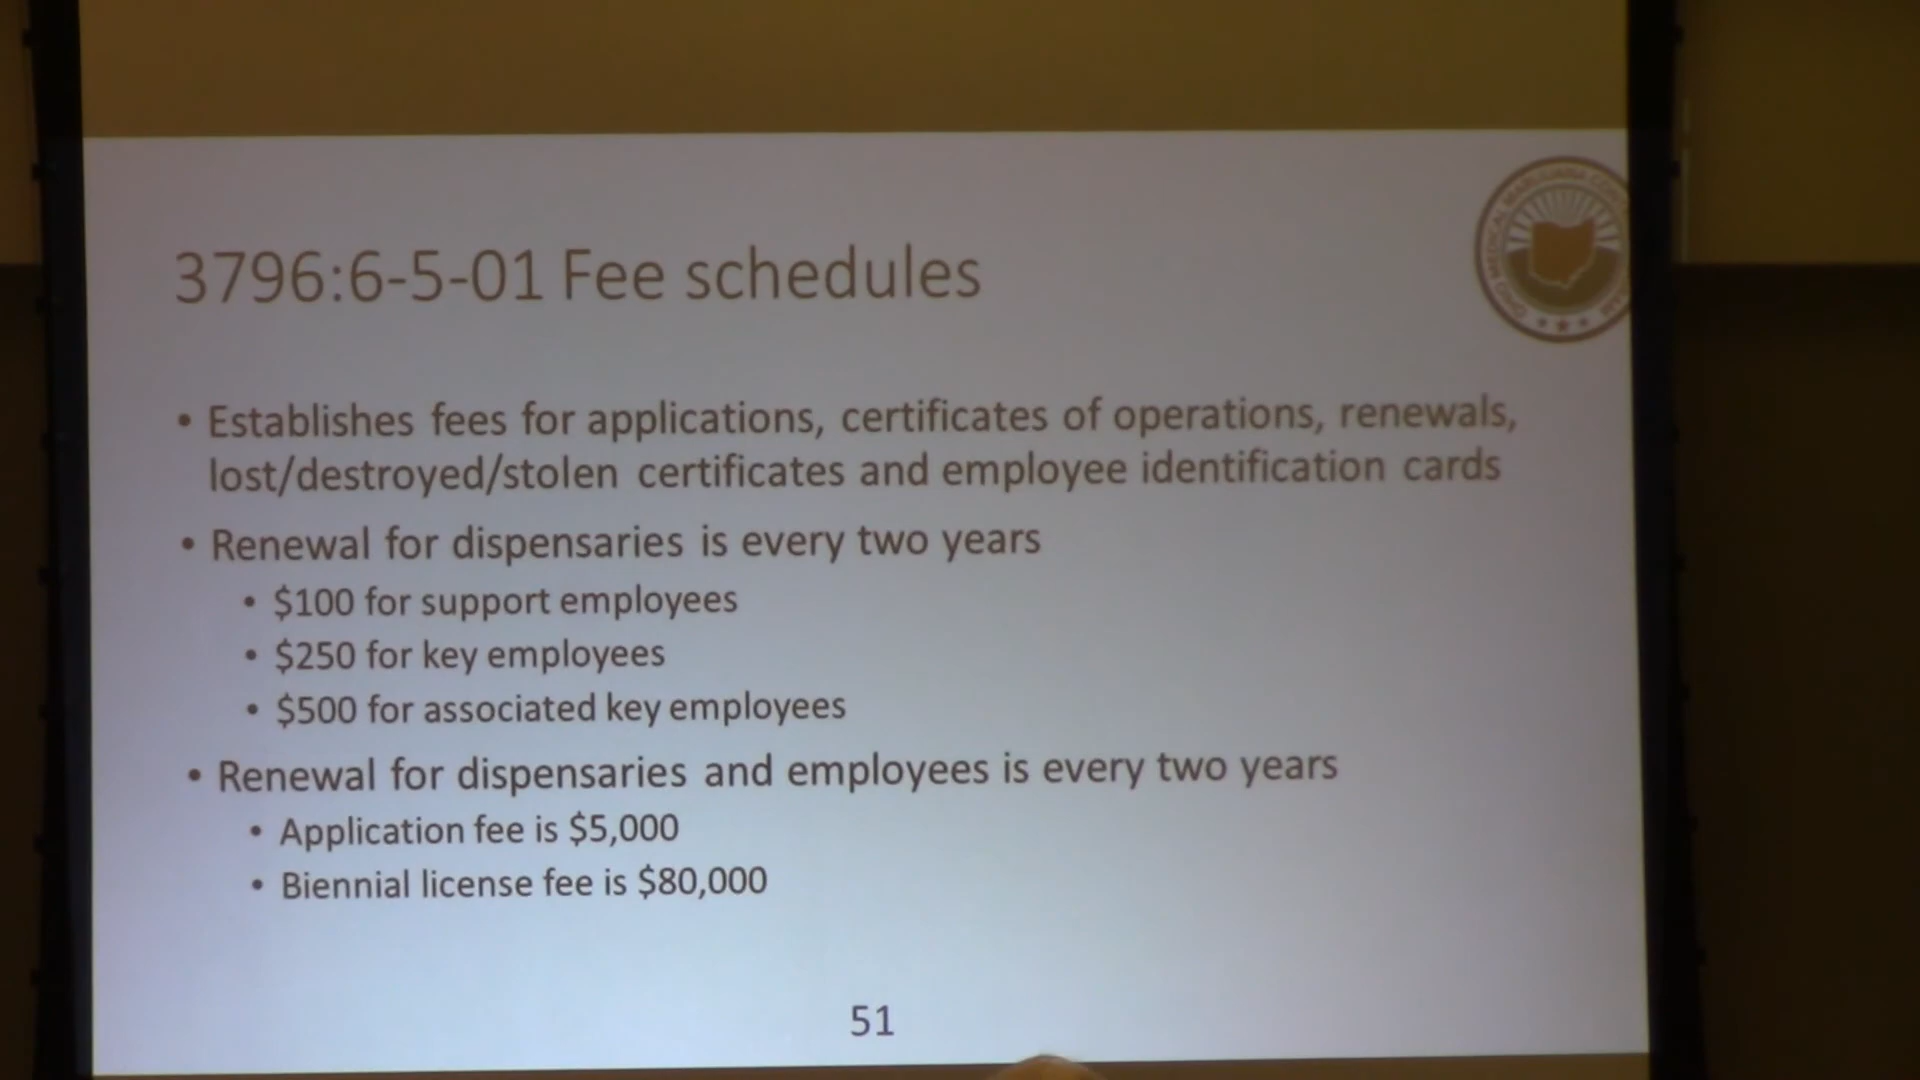 3796:6-5-01 Fee schedules
• Establishes fees for applications, certificates of operations, renewals,
lost/destroyed/stolen certificates and employee identification cards
• Renewal for dispensaries is every two years
• $100 for support employees
• $250 for key employees
• $500 for associated key employees
• Renewal for dispensaries and employees is every two years
• Application fee is $5,000
• Biennial license fee is $80,000
51
OHIO MEDICAL MARIJUANA